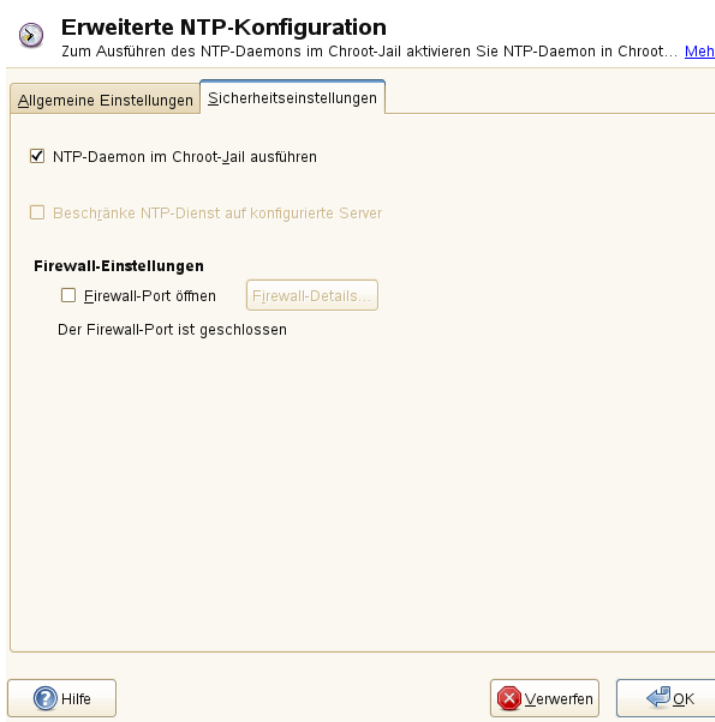 Erweiterte NTP-Konfiguration
Zum Ausführen des NTP-Daemons im Chroot-Jail aktivieren Sie NTP-Daemon in Chroot... Meh
Allgemeine Einstellungen Sicherheitseinstellungen
NTP-Daemon im Chroot-Jail ausführen
Beschränke NTP-Dienst auf konfigurierte Server
Firewall-Einstellungen
Firewall-Port öffnen Firewall-Details...
Der Firewall-Port ist geschlossen
Hilfe Verwerfen OK